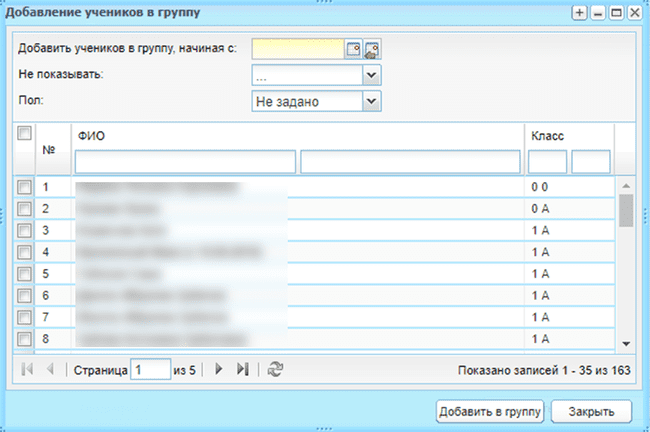 Добавление учеников в группу
Добавить учеников в группу, начиная с:
Не показывать: ...
Пол: Не задано
№ ФИО Класс
1 0 0
2 0 А
3 1 А
4 1 А
5 1 А
6 1 А
7 1 А
8 1 А
Страница 1 из 5 Показано записей 1 - 35 из 163
Добавить в группу Закрыть